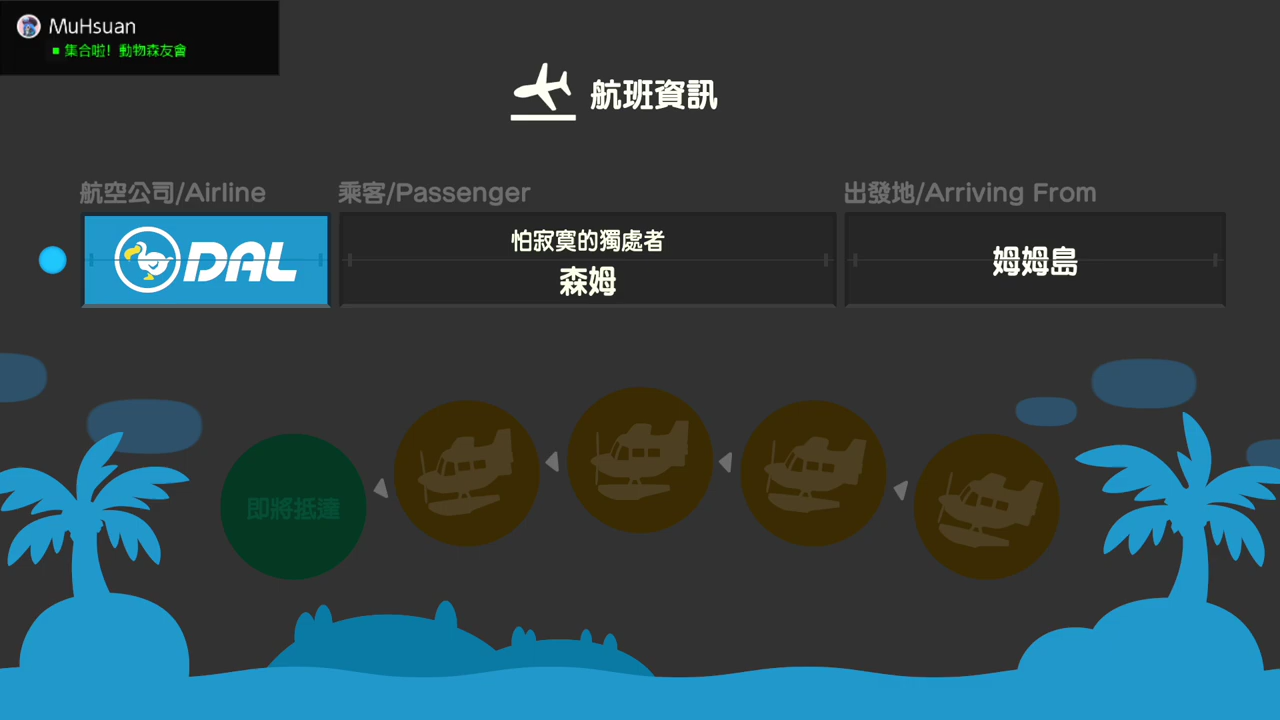 MuHsuan
集合啦！動物森友會
航班資訊
航空公司/Airline
乘客/Passenger
出發地/Arriving From
DAL
怕寂寞的獨處者
森姆
姆姆島
即將抵達